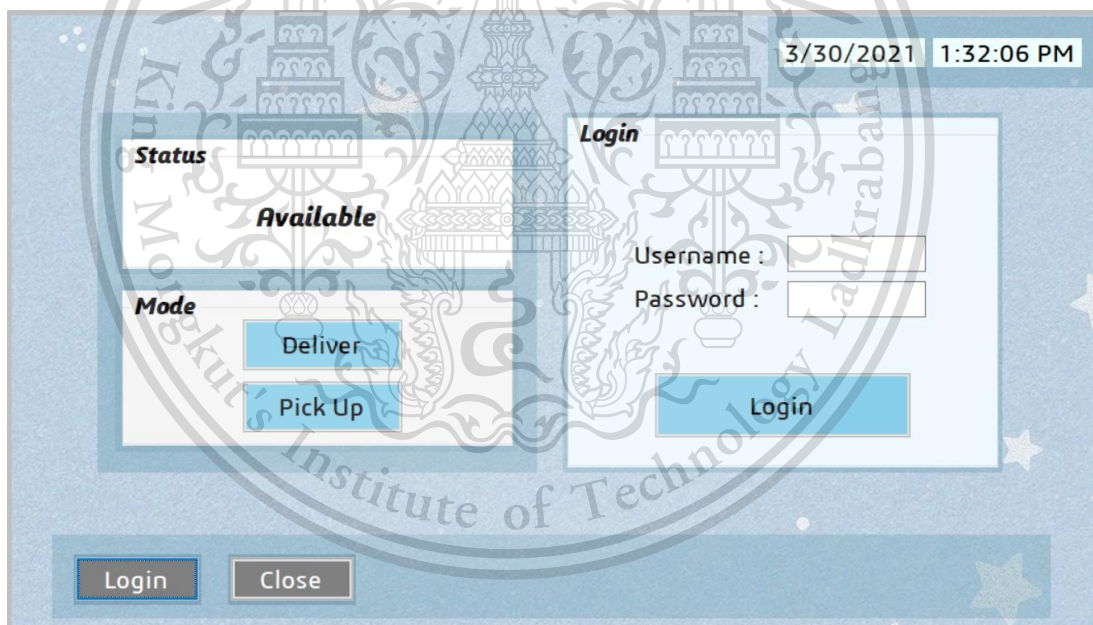 3/30/2021 1:32:06 PM
Status
Available
Mode
Deliver
Pick Up
Login
Username :
Password :
Login
Login
Close
King Mongkut's Institute of Technology Ladkrabang